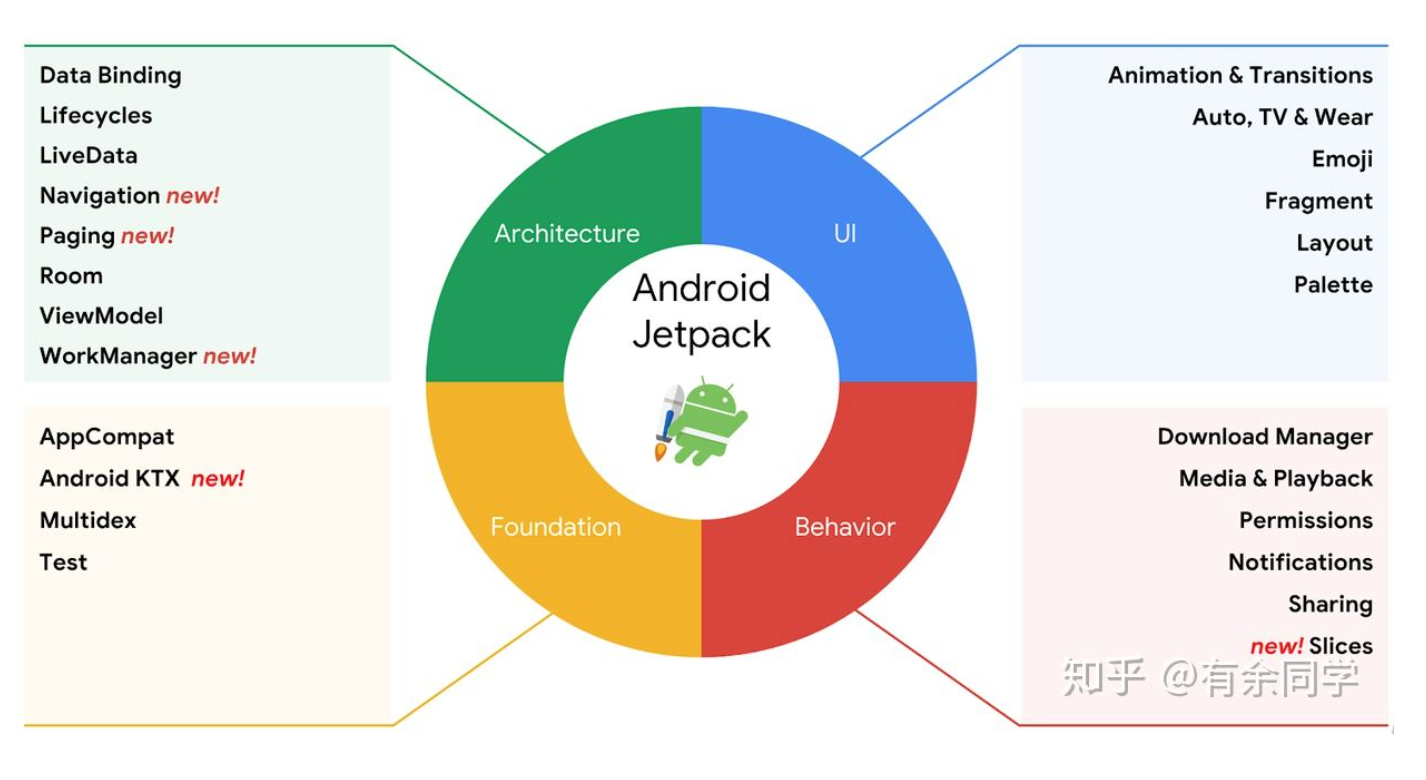 Data Binding
Lifecycles
LiveData
Navigation new!
Paging new!
Room
ViewModel
WorkManager new!
AppCompat
Android KTX new!
Multidex
Test
Architecture
UI
Android
Jetpack
Foundation
Behavior
Animation & Transitions
Auto, TV & Wear
Emoji
Fragment
Layout
Palette
Download Manager
Media & Playback
Permissions
Notifications
Sharing
new! Slices
知乎 @有余同学